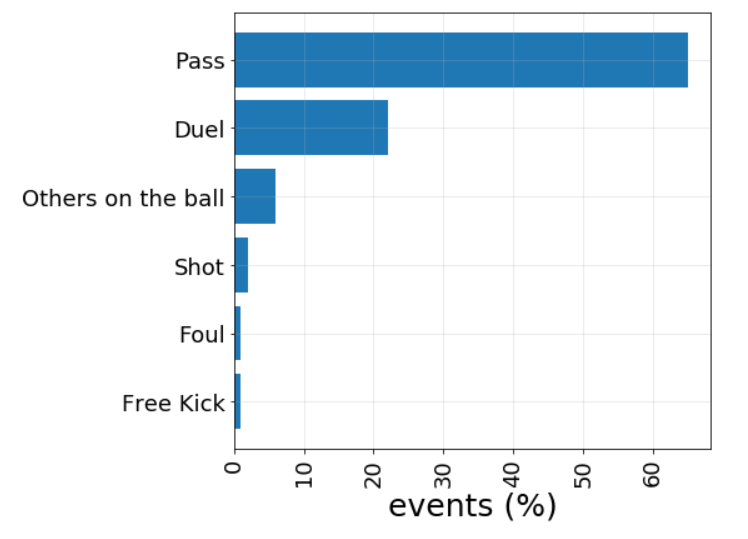 Pass
Duel
Others on the ball
Shot
Foul
Free Kick
0 10 20 30 40 50 60
events (%)